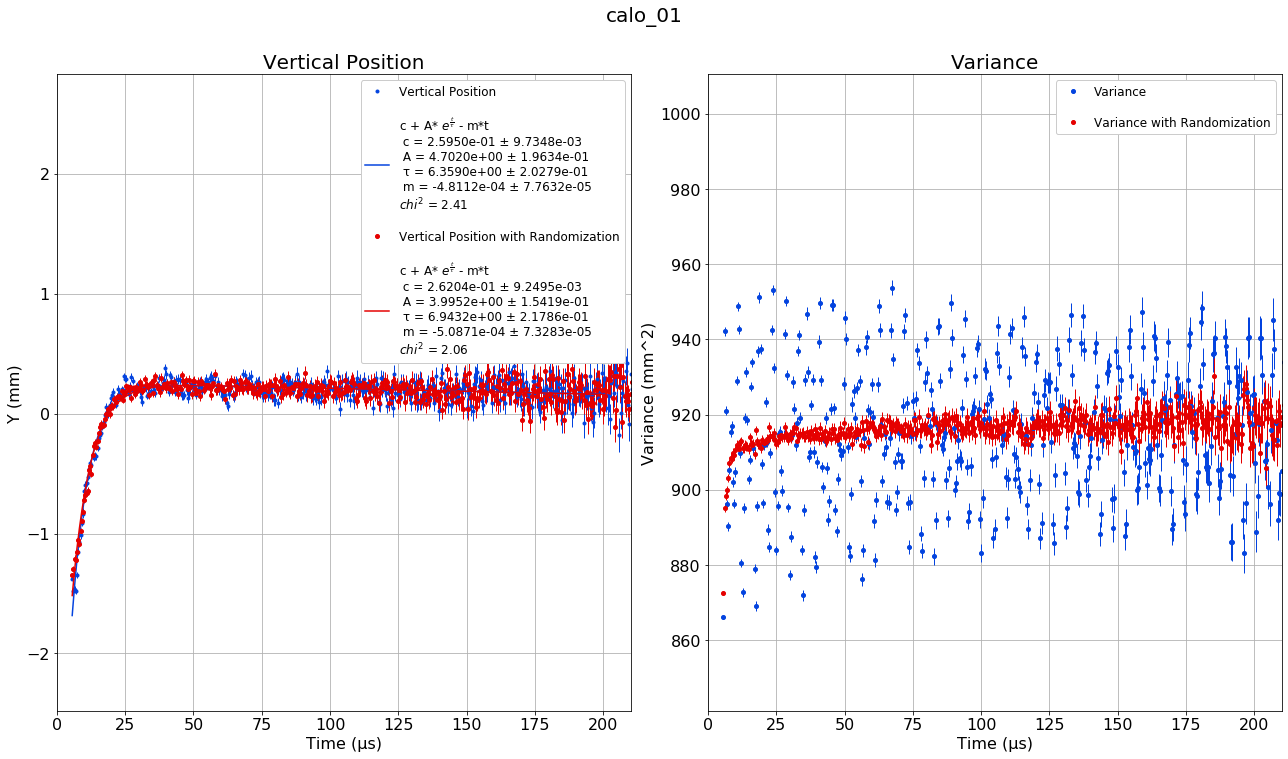 calo_01
Vertical Position
Vertical Position
c + A* e^{t/τ} - m*t
c = 2.5950e-01 ± 9.7348e-03
A = 4.7020e+00 ± 1.9634e-01
τ = 6.3590e+00 ± 2.0279e-01
m = -4.8112e-04 ± 7.7632e-05
chi² = 2.41
Vertical Position with Randomization
c + A* e^{t/τ} - m*t
c = 2.6204e-01 ± 9.2495e-03
A = 3.9952e+00 ± 1.5419e-01
τ = 6.9432e+00 ± 2.1786e-01
m = -5.0871e-04 ± 7.3283e-05
chi² = 2.06
2
1
0
−1
−2
Y (mm)
0 25 50 75 100 125 150 175 200
Time (μs)
Variance
Variance
Variance with Randomization
1000
980
960
940
920
900
880
860
Variance (mm^2)
0 25 50 75 100 125 150 175 200
Time (μs)